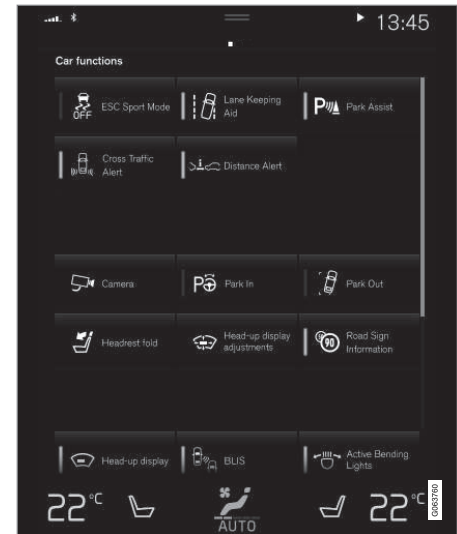 13:45
Car functions
OFF
ESC Sport Mode
Lane Keeping
Aid
P
Park Assist
Cross Traffic
Alert
Distance Alert
Camera
P
Park In
Park Out
Headrest fold
Head-up display
adjustments
90
Road Sign
Information
Head-up display
BLIS
Active Bending
Lights
22°C
AUTO
22°C
G063760